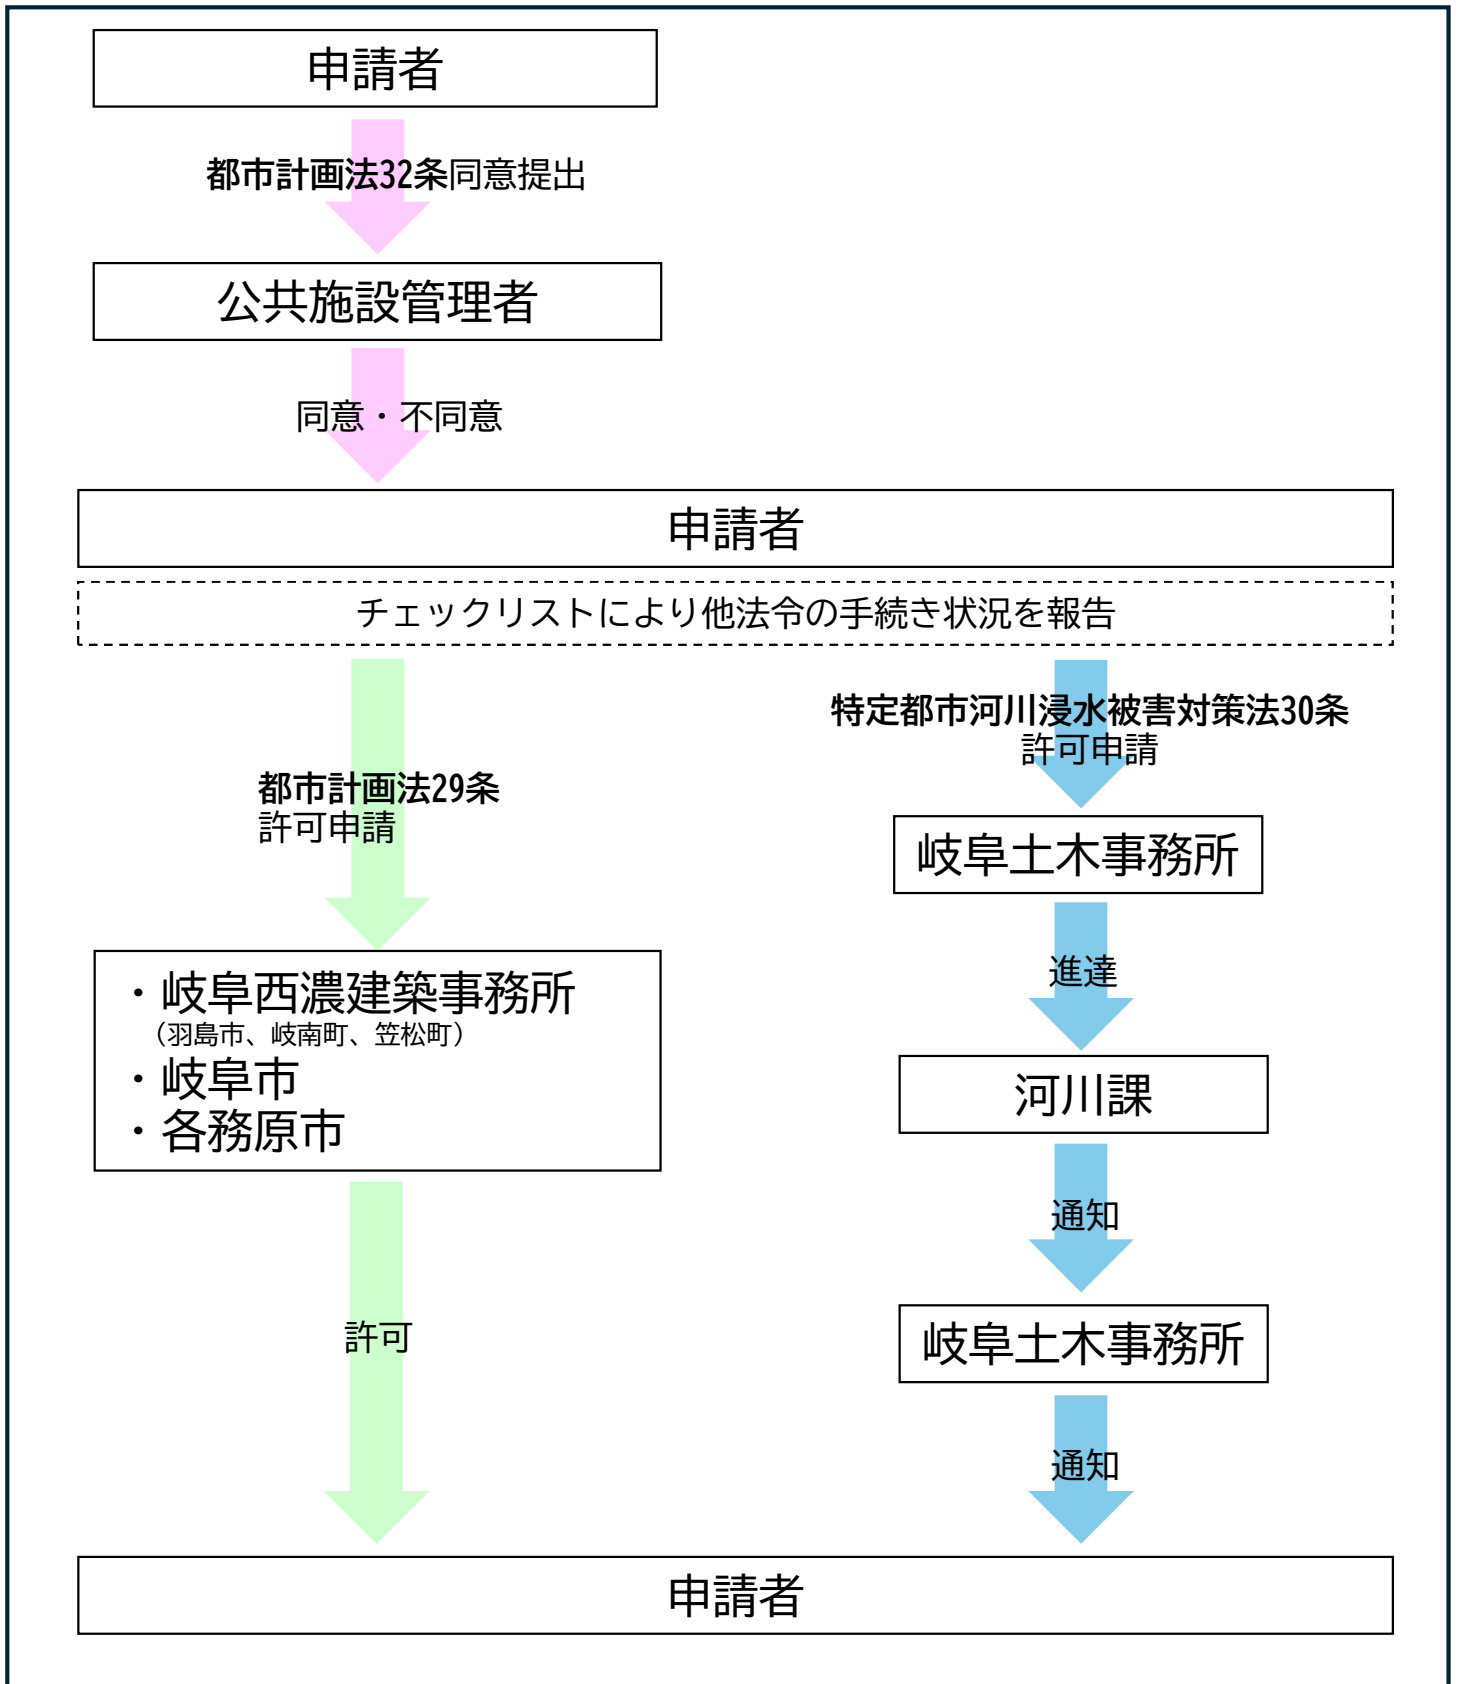 申請者
都市計画法32条同意提出
公共施設管理者
同意・不同意
申請者
チェックリストにより他法令の手続き状況を報告
都市計画法29条
許可申請
・岐阜西濃建築事務所
（羽島市、岐南町、笠松町）
・岐阜市
・各務原市
許可
特定都市河川浸水被害対策法30条
許可申請
岐阜土木事務所
進達
河川課
通知
岐阜土木事務所
通知
申請者